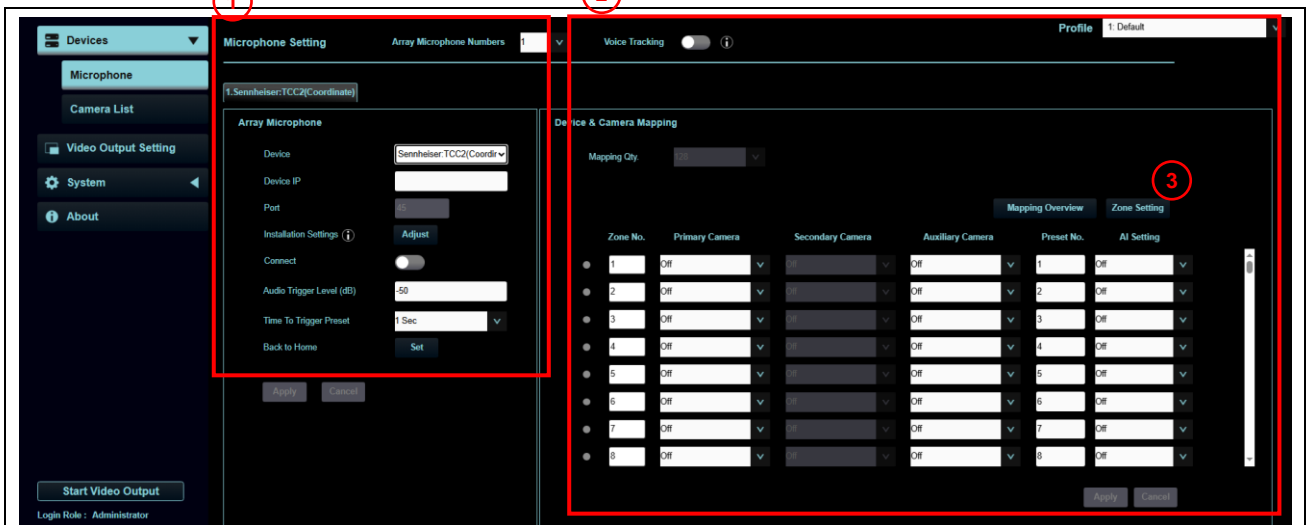 1
2
Profile 1: Default
Devices
Microphone Setting Array Microphone Numbers 1 Voice Tracking
Microphone
Camera List
Video Output Setting
System
About
1.Sennheiser:TCC2(Coordinate)
Array Microphone
Device Sennheiser:TCC2(Coordir
Device IP
Port 45
Installation Settings Adjust
Connect
Audio Trigger Level (dB) -50
Time To Trigger Preset 1 Sec
Back to Home Set
Apply Cancel
Device & Camera Mapping
Mapping Qty. 128
3
Mapping Overview Zone Setting
Zone No. Primary Camera Secondary Camera Auxiliary Camera Preset No. AI Setting
1 Off Off Off 1 Off
2 Off Off Off 2 Off
3 Off Off Off 3 Off
4 Off Off Off 4 Off
5 Off Off Off 5 Off
6 Off Off Off 6 Off
7 Off Off Off 7 Off
8 Off Off Off 8 Off
Apply Cancel
Start Video Output
Login Role : Administrator